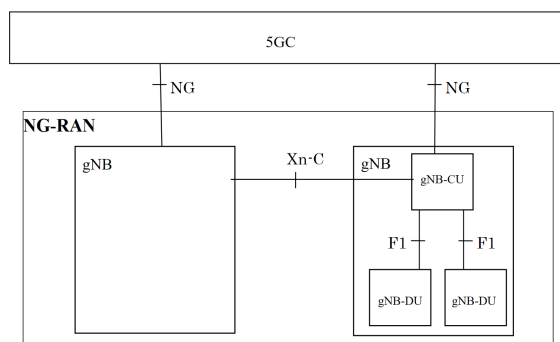 5GC
NG
NG
NG-RAN
gNB
Xn-C
gNB
gNB-CU
F1
F1
gNB-DU
gNB-DU